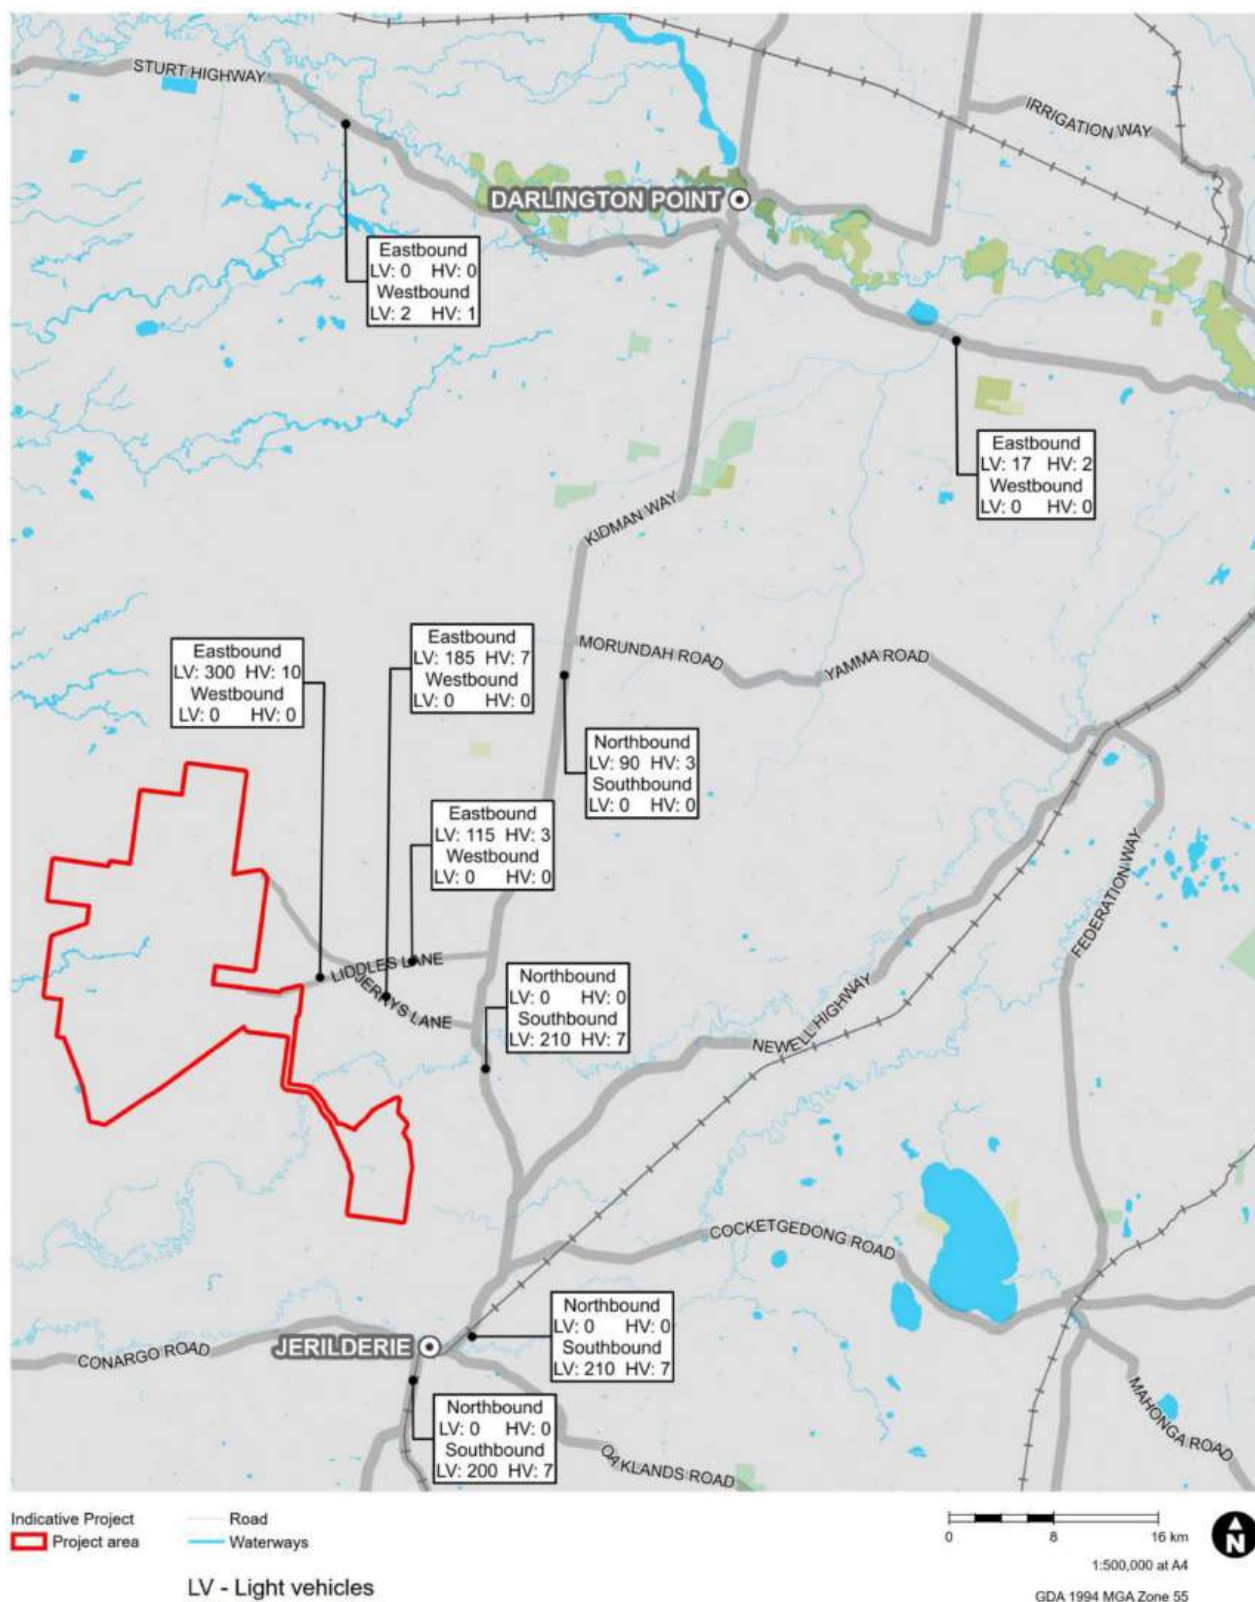 STURT HIGHWAY
IRRIGATION WAY
DARLINGTON POINT
Eastbound
LV: 0 HV: 0
Westbound
LV: 2 HV: 1
Eastbound
LV: 17 HV: 2
Westbound
LV: 0 HV: 0
KIDMAN WAY
MORUNDAH ROAD
YAMMA ROAD
Eastbound
LV: 300 HV: 10
Westbound
LV: 0 HV: 0
Eastbound
LV: 185 HV: 7
Westbound
LV: 0 HV: 0
Northbound
LV: 90 HV: 3
Southbound
LV: 0 HV: 0
Eastbound
LV: 115 HV: 3
Westbound
LV: 0 HV: 0
FEDERATION WAY
LIDDLES LANE
JERRYS LANE
Northbound
LV: 0 HV: 0
Southbound
LV: 210 HV: 7
NEWELL HIGHWAY
COCKETGEDONG ROAD
Northbound
LV: 0 HV: 0
Southbound
LV: 210 HV: 7
JERILDERIE
CONARGO ROAD
Northbound
LV: 0 HV: 0
Southbound
LV: 200 HV: 7
OAKLANDS ROAD
MAHONGA ROAD
Indicative Project
Project area
Road
Waterways
LV - Light vehicles
0 8 16 km
1:500,000 at A4
GDA 1994 MGA Zone 55
N